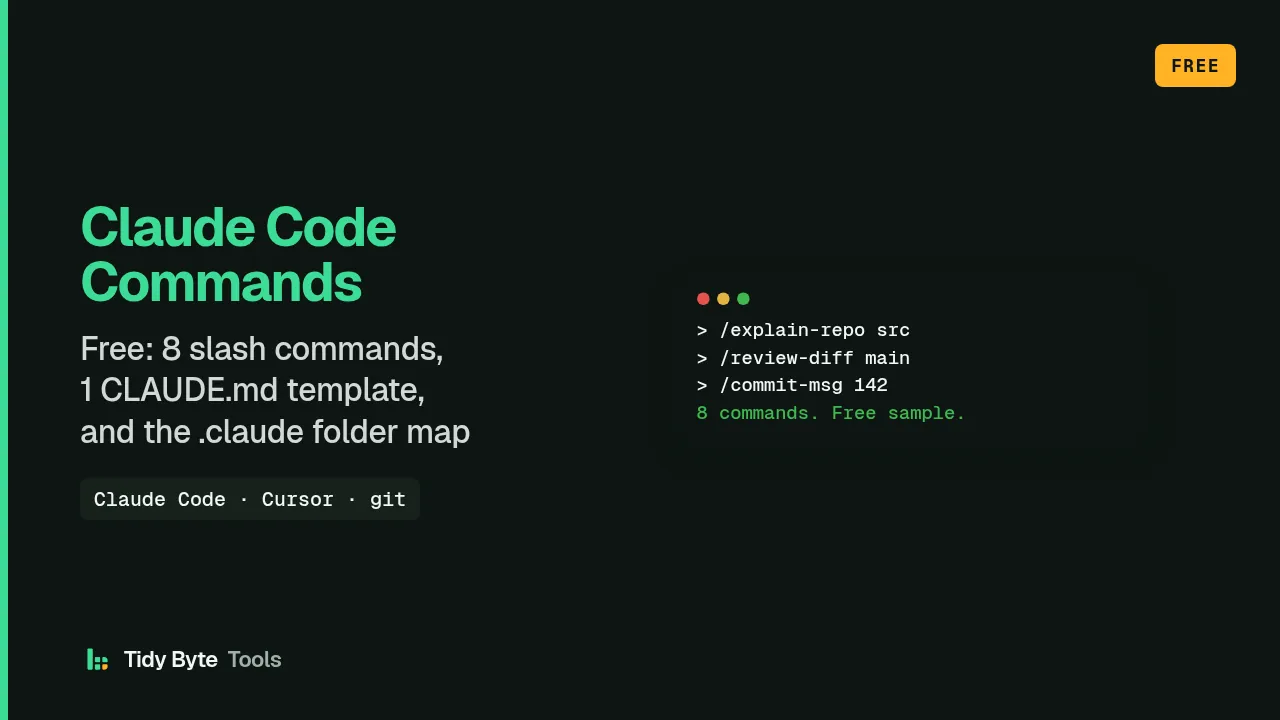 FREE
Claude Code
Commands
Free: 8 slash commands,
1 CLAUDE.md template,
and the .claude folder map
Claude Code · Cursor · git
> /explain-repo src
> /review-diff main
> /commit-msg 142
8 commands. Free sample.
Tidy Byte Tools